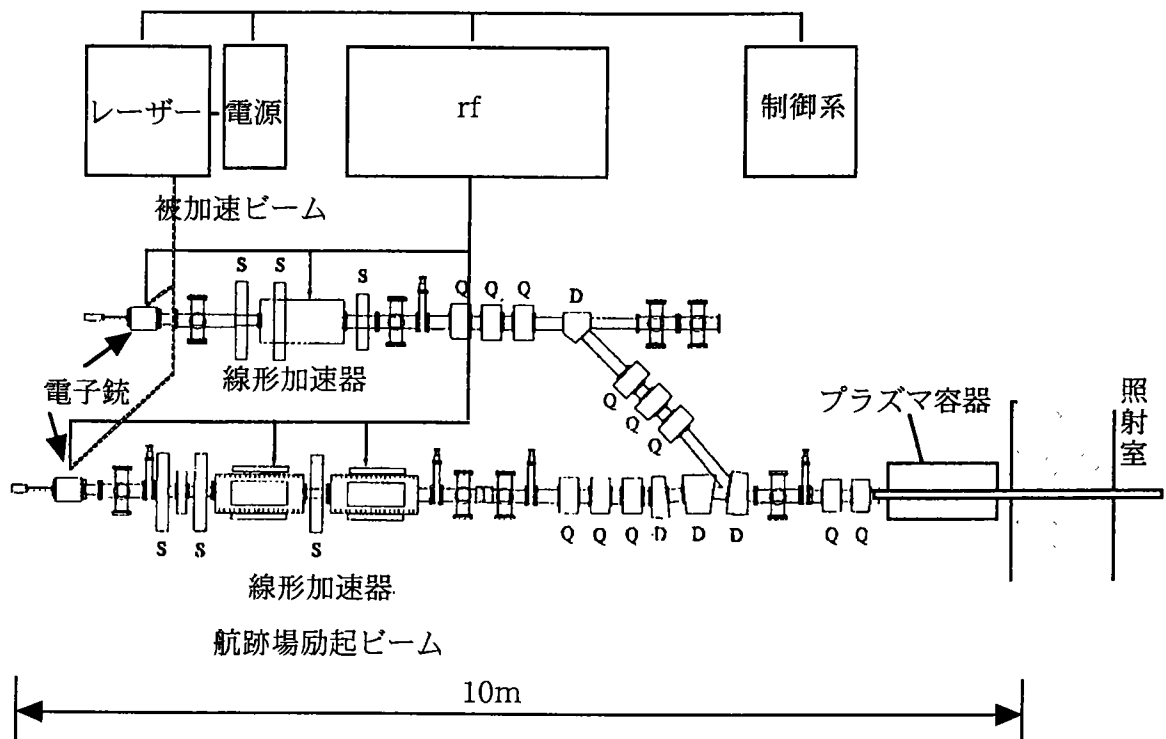 レーザー
電源
rf
制御系
被加速ビーム
S S S Q Q Q D
線形加速器
電子銃
Q Q Q
プラズマ容器
照射室
S S S Q Q Q D D D Q Q
線形加速器
航跡場励起ビーム
10m